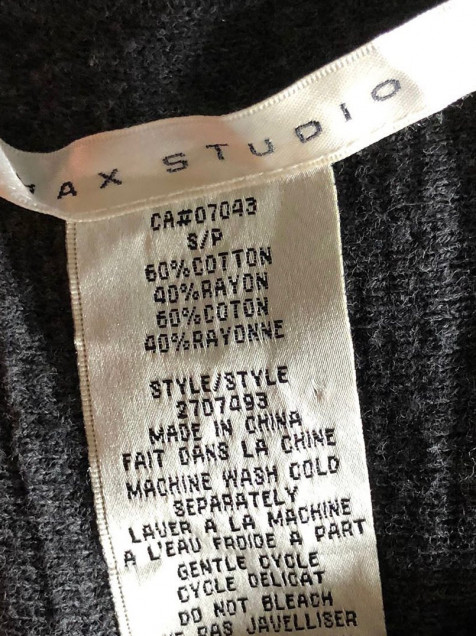 AX STUDIO
CA#07043
S/P
60%COTTON
40%RAYON
60%COTON
40%RAYONNE
STYLE/STYLE
2707493
MADE IN CHINA
FAIT DANS LA CHINE
MACHINE WASH COLD
SEPARATELY
LAVER A LA MACHINE
A L'EAU FROIDE A PART
GENTLE CYCLE
CYCLE DELICAT
DO NOT BLEACH
NE PAS JAVELLISER